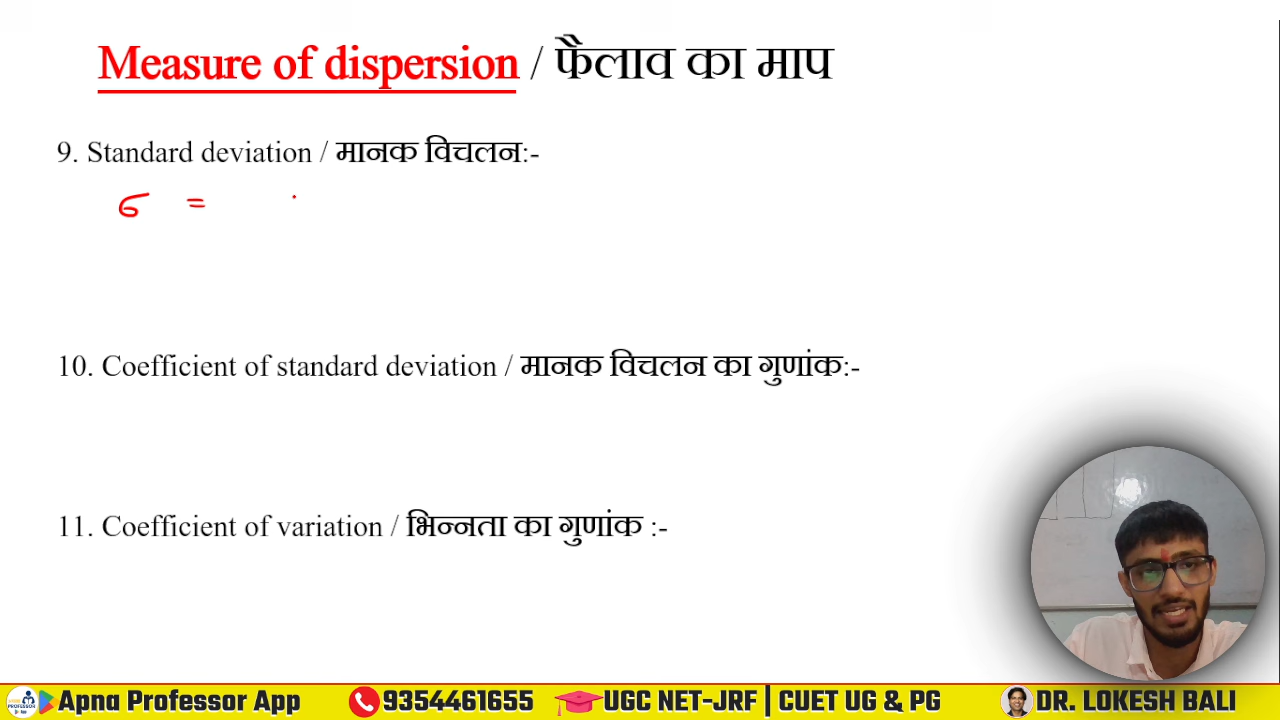 Measure of dispersion / फैलाव का माप
9. Standard deviation / मानक विचलन:-
σ =
10. Coefficient of standard deviation / मानक विचलन का गुणांक:-
11. Coefficient of variation / भिन्नता का गुणांक :-
Apna Professor App 9354461655 UGC NET-JRF | CUET UG & PG DR. LOKESH BALI